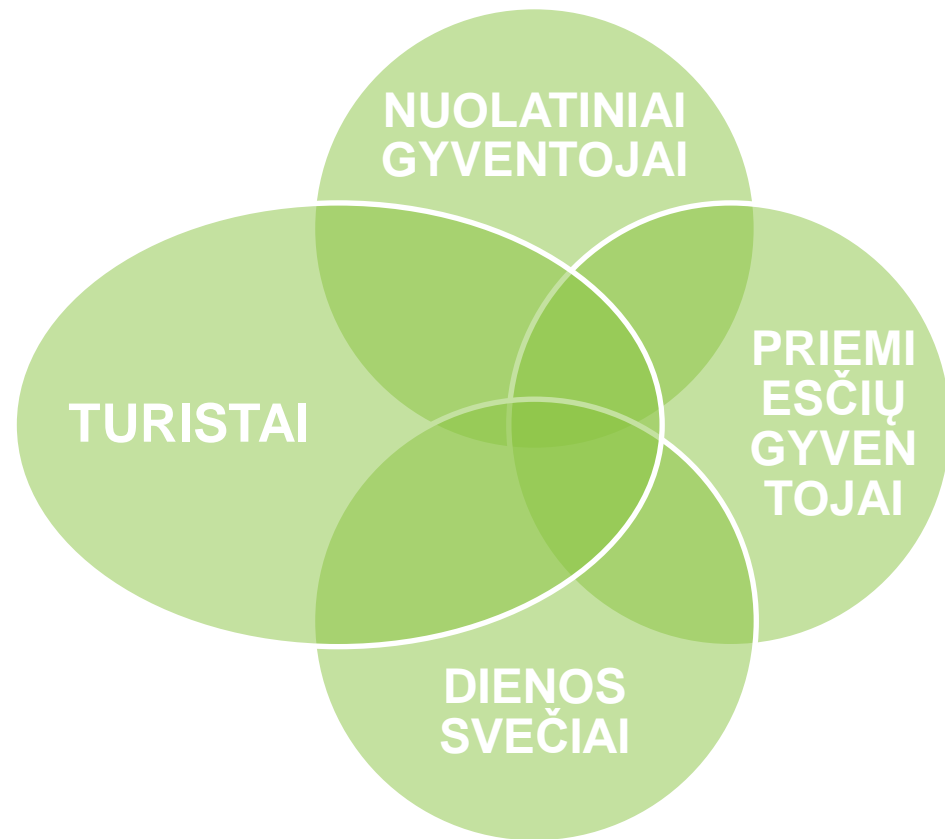 NUOLATINIAI
GYVENTOJAI
TURISTAI
PRIEMI
ESČIŲ
GYVEN
TOJAI
DIENOS
SVEČIAI